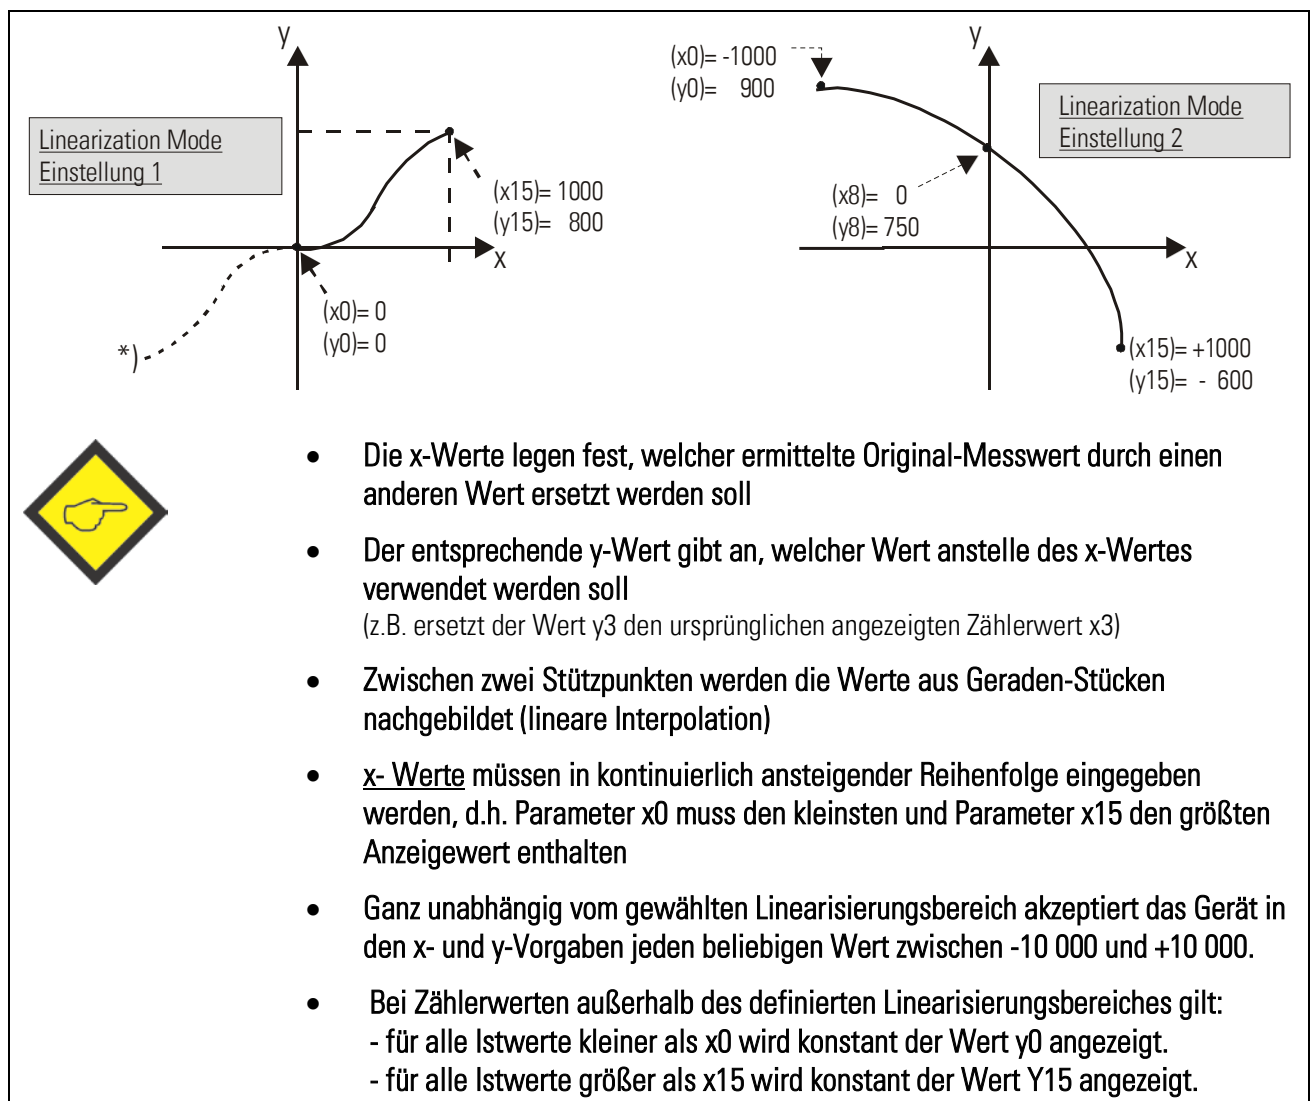 y
Linearization Mode
Einstellung 1
(x15)= 1000
(y15)= 800
x
(x0)= 0
(y0)= 0
*)
y
(x0)= -1000
(y0)= 900
Linearization Mode
Einstellung 2
(x8)= 0
(y8)= 750
x
(x15)= +1000
(y15)= - 600
• Die x-Werte legen fest, welcher ermittelte Original-Messwert durch einen
anderen Wert ersetzt werden soll
• Der entsprechende y-Wert gibt an, welcher Wert anstelle des x-Wertes
verwendet werden soll
(z.B. ersetzt der Wert y3 den ursprünglichen angezeigten Zählerwert x3)
• Zwischen zwei Stützpunkten werden die Werte aus Geraden-Stücken
nachgebildet (lineare Interpolation)
• x- Werte müssen in kontinuierlich ansteigender Reihenfolge eingegeben
werden, d.h. Parameter x0 muss den kleinsten und Parameter x15 den größten
Anzeigewert enthalten
• Ganz unabhängig vom gewählten Linearisierungsbereich akzeptiert das Gerät in
den x- und y-Vorgaben jeden beliebigen Wert zwischen -10 000 und +10 000.
• Bei Zählerwerten außerhalb des definierten Linearisierungsbereiches gilt:
- für alle Istwerte kleiner als x0 wird konstant der Wert y0 angezeigt.
- für alle Istwerte größer als x15 wird konstant der Wert Y15 angezeigt.